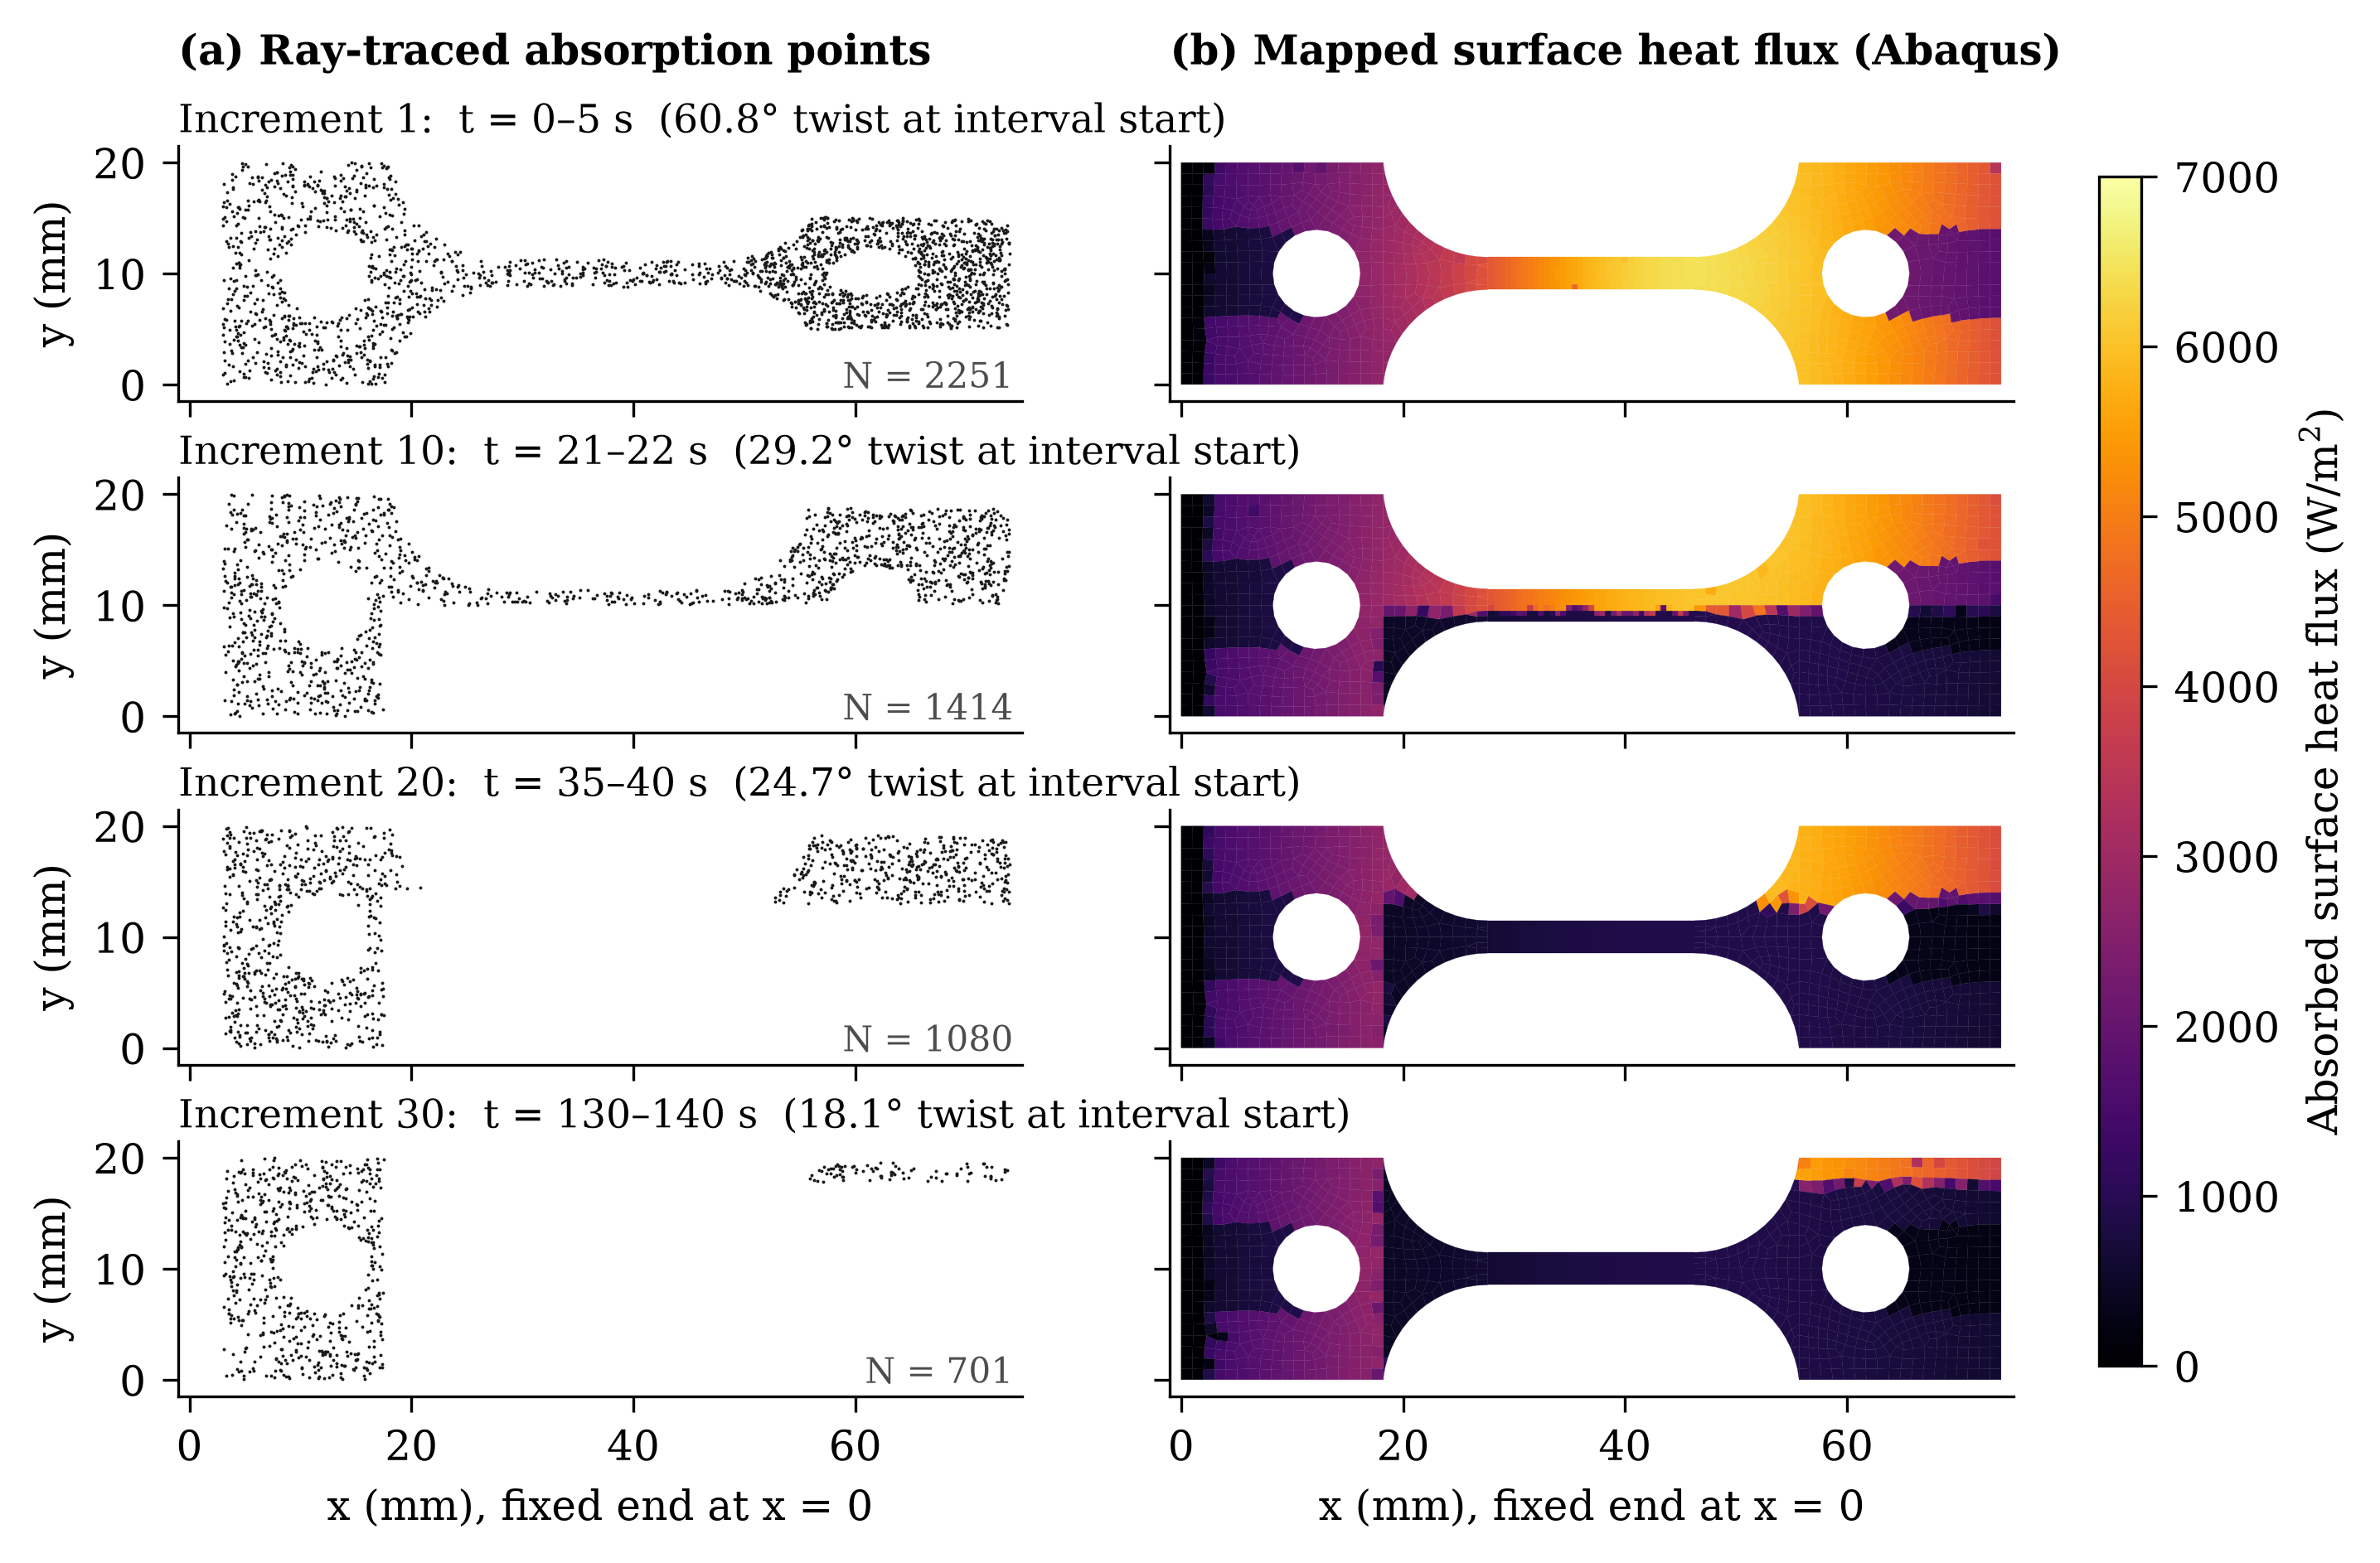 (a) Ray-traced absorption points
(b) Mapped surface heat flux (Abaqus)
Increment 1:  t = 0–5 s  (60.8° twist at interval start)
20
10
0
y (mm)
N = 2251
Increment 10:  t = 21–22 s  (29.2° twist at interval start)
20
10
0
y (mm)
N = 1414
Increment 20:  t = 35–40 s  (24.7° twist at interval start)
20
10
0
y (mm)
N = 1080
Increment 30:  t = 130–140 s  (18.1° twist at interval start)
20
10
0
y (mm)
N = 701
0 20 40 60
x (mm), fixed end at x = 0
0 20 40 60
x (mm), fixed end at x = 0
7000
6000
5000
4000
3000
2000
1000
0
Absorbed surface heat flux (W/m²)